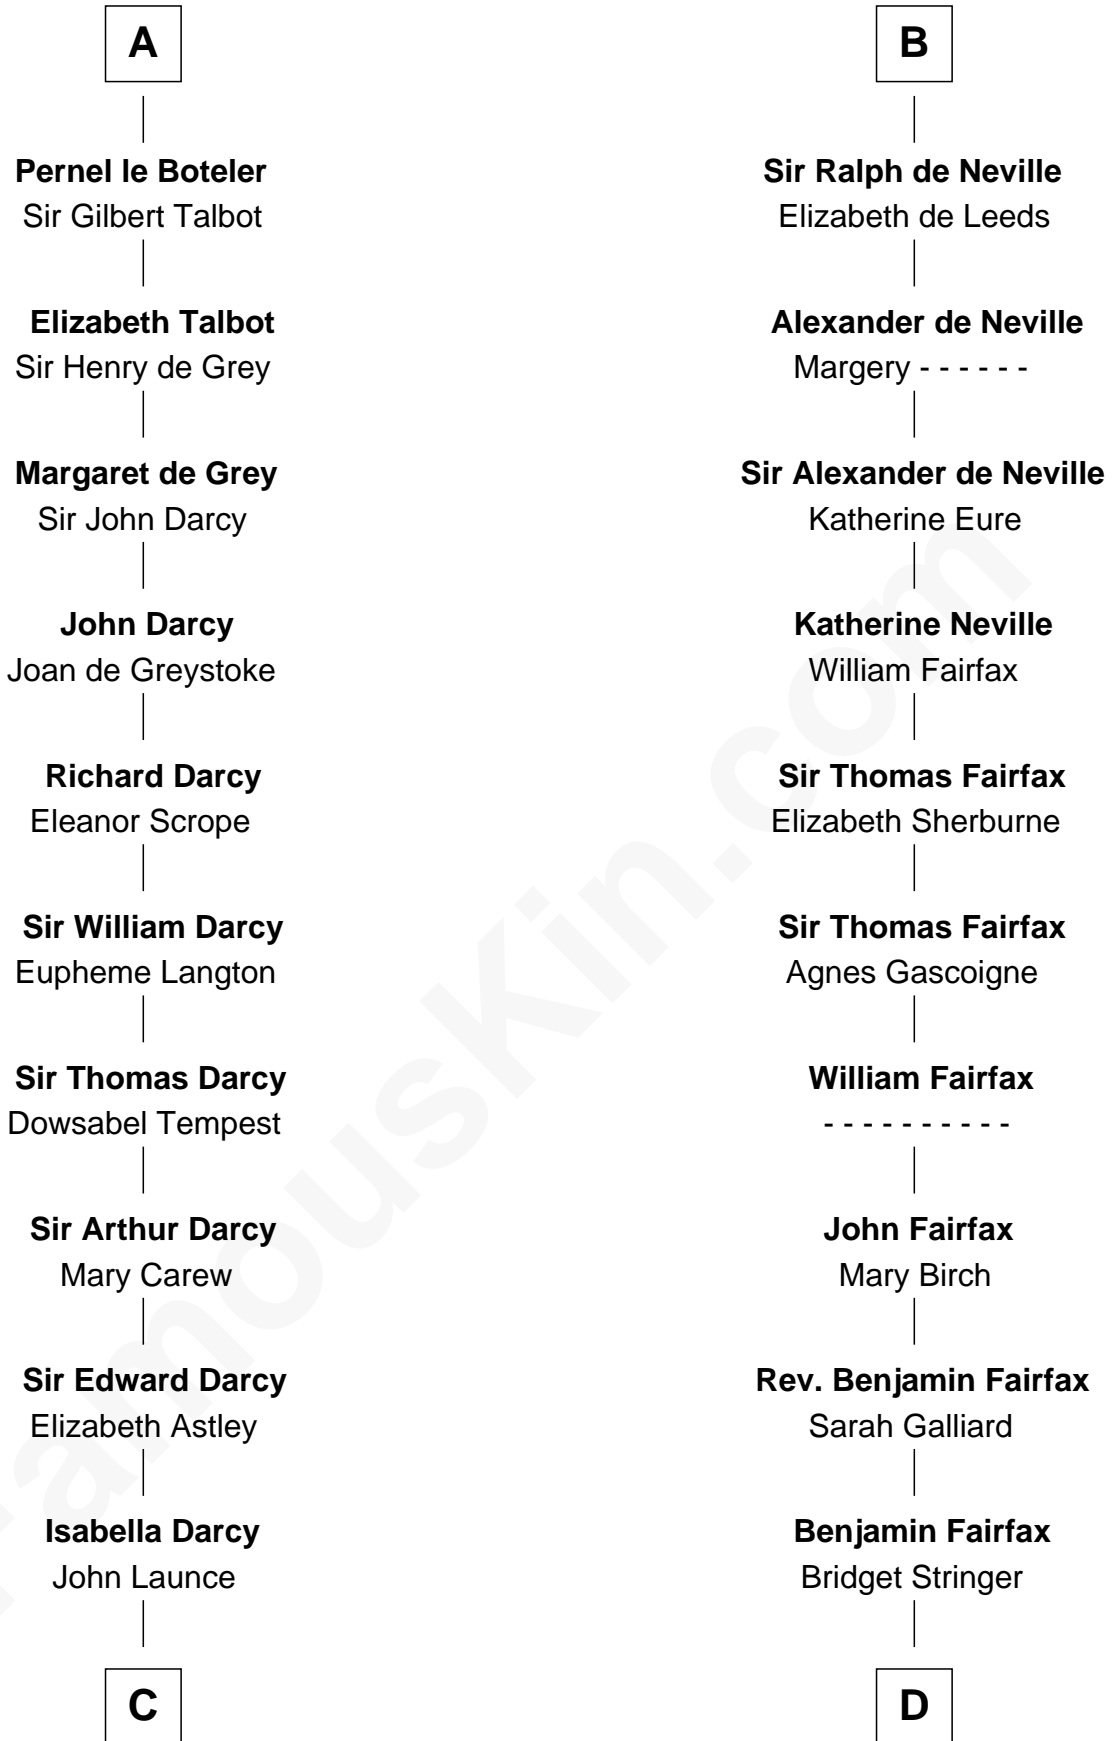 A
Pernel le Boteler
Sir Gilbert Talbot
Elizabeth Talbot
Sir Henry de Grey
Margaret de Grey
Sir John Darcy
John Darcy
Joan de Greystoke
Richard Darcy
Eleanor Scrope
Sir William Darcy
Eupheme Langton
Sir Thomas Darcy
Dowsabel Tempest
Sir Arthur Darcy
Mary Carew
Sir Edward Darcy
Elizabeth Astley
Isabella Darcy
John Launce
C
B
Sir Ralph de Neville
Elizabeth de Leeds
Alexander de Neville
Margery - - - - - -
Sir Alexander de Neville
Katherine Eure
Katherine Neville
William Fairfax
Sir Thomas Fairfax
Elizabeth Sherburne
Sir Thomas Fairfax
Agnes Gascoigne
William Fairfax
- - - - - - - - - -
John Fairfax
Mary Birch
Rev. Benjamin Fairfax
Sarah Galliard
Benjamin Fairfax
Bridget Stringer
D
FamousKin.com